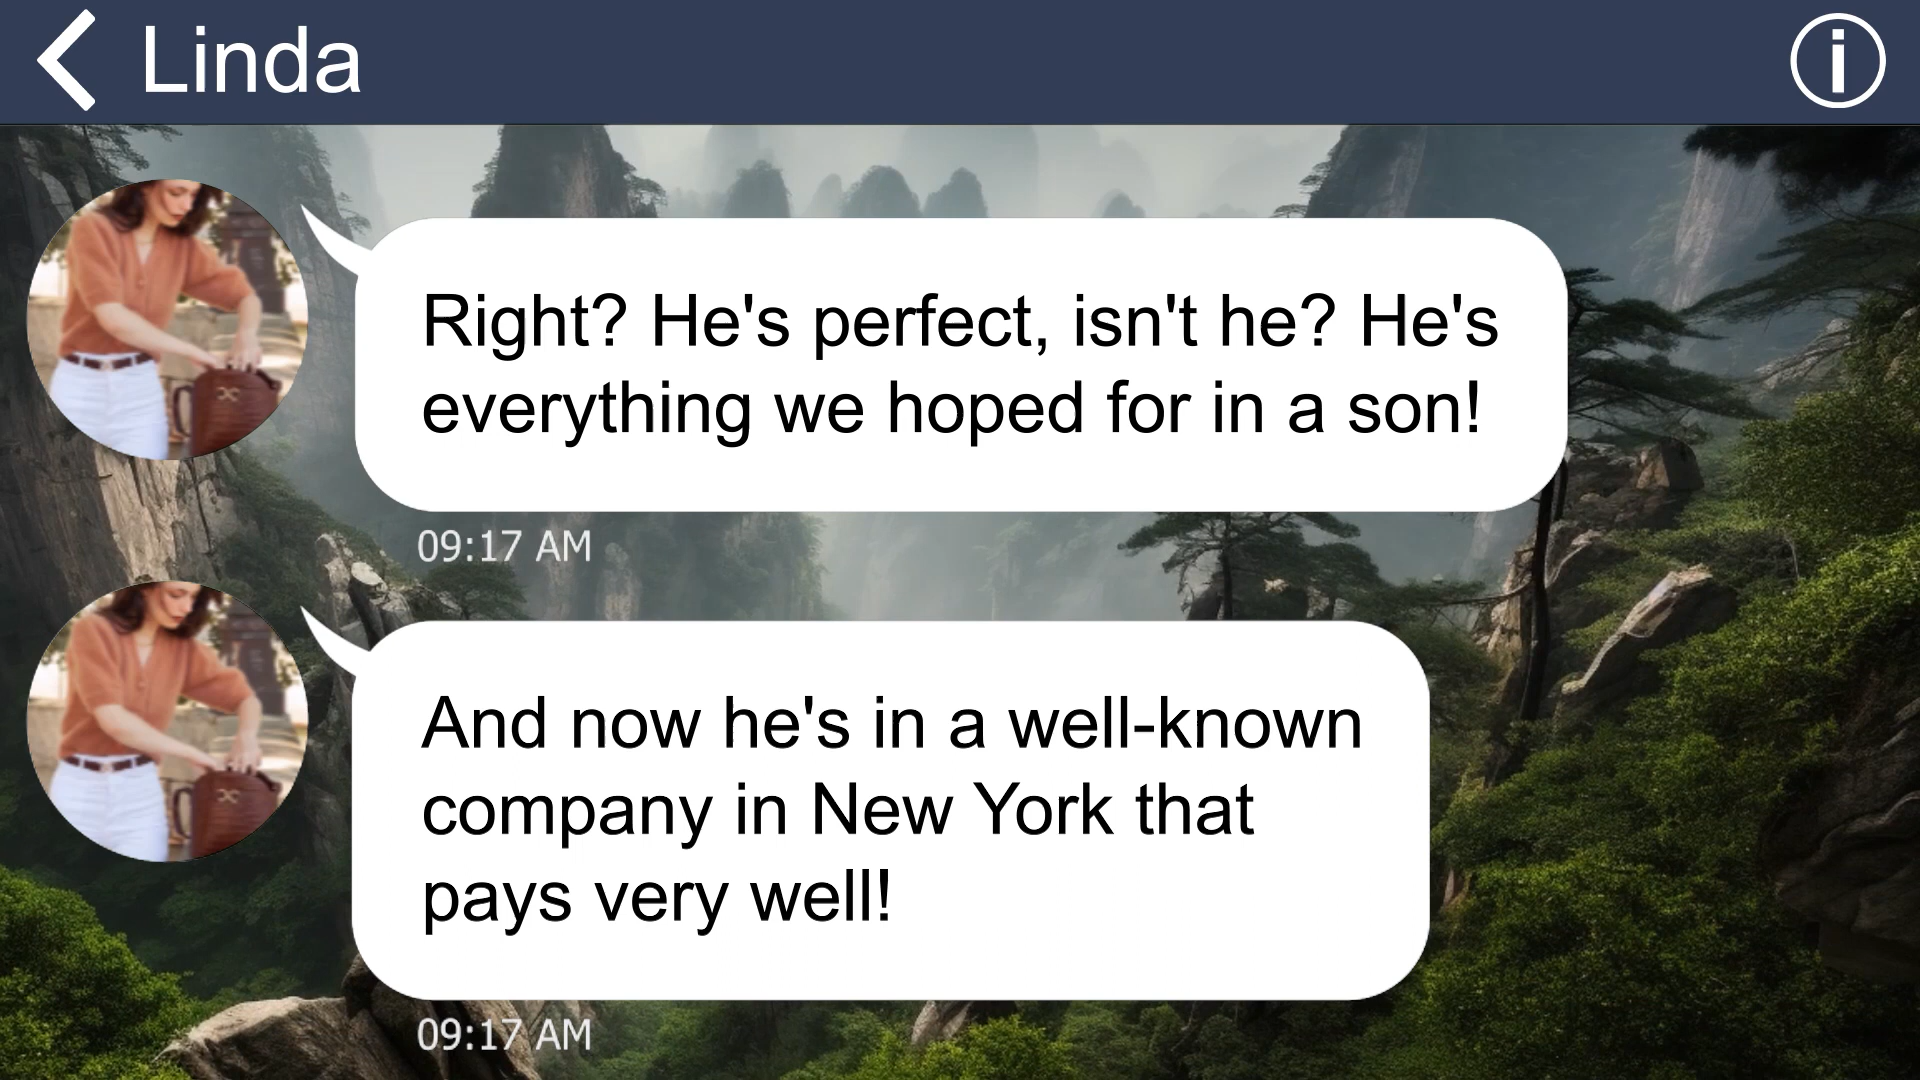 Linda
Right? He's perfect, isn't he? He's
everything we hoped for in a son!
09:17 AM
And now he's in a well-known
company in New York that
pays very well!
09:17 AM